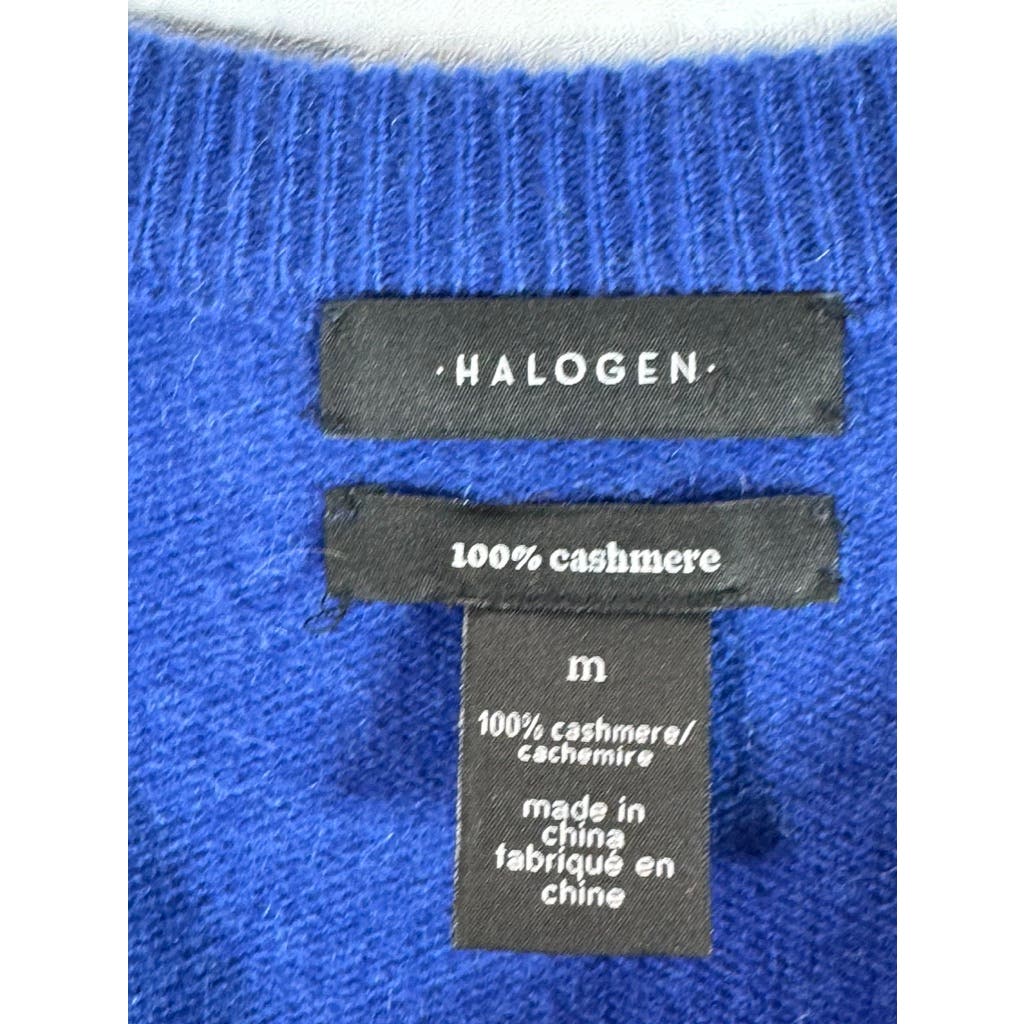 ·HALOGEN·
100% cashmere
m
100% cashmere/
cachemire
made in
china
fabriqué en
chine